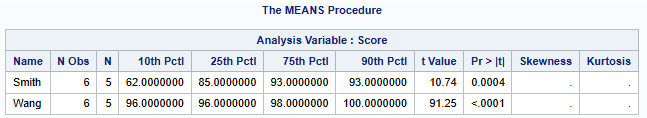 The MEANS Procedure
Analysis Variable : Score
Name N Obs N 10th Pctl 25th Pctl 75th Pctl 90th Pctl t Value Pr > |t| Skewness Kurtosis
Smith 6 5 62.0000000 85.0000000 93.0000000 93.0000000 10.74 0.0004 . .
Wang 6 5 96.0000000 96.0000000 98.0000000 100.0000000 91.25 <.0001 . .